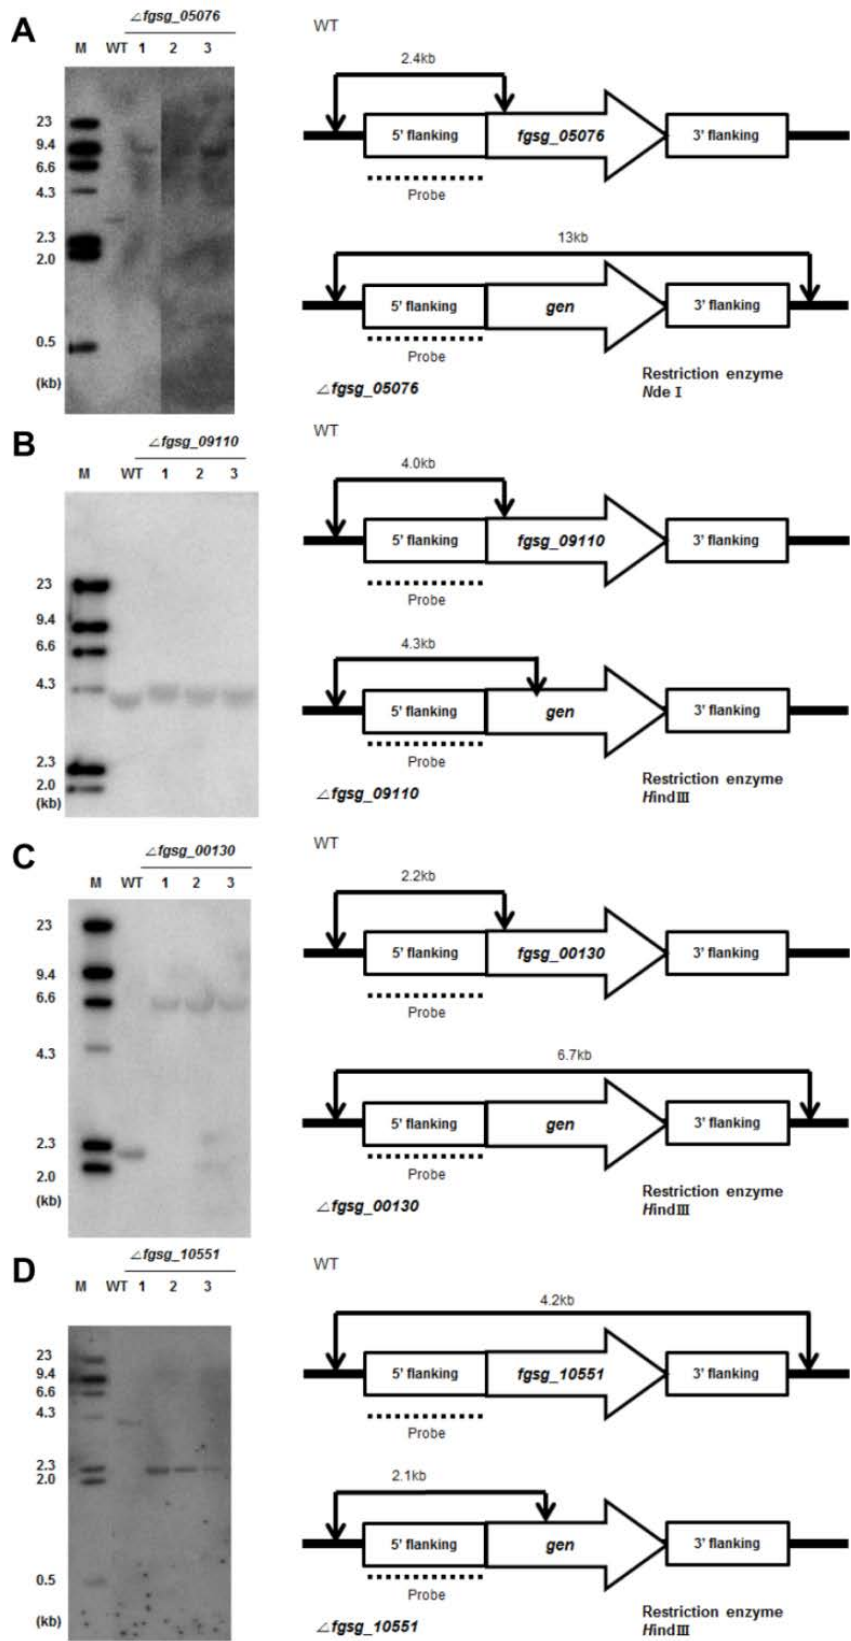 A
∠fgsg_05076
M WT 1 2 3
23
9.4
6.6
4.3
2.3
2.0
0.5
(kb)
WT
2.4kb
5' flanking fgsg_05076 3' flanking
Probe
13kb
5' flanking gen 3' flanking
Probe
∠fgsg_05076
Restriction enzyme
Nde I
B
∠fgsg_09110
M WT 1 2 3
23
9.4
6.6
4.3
2.3
2.0
(kb)
WT
4.0kb
5' flanking fgsg_09110 3' flanking
Probe
4.3kb
5' flanking gen 3' flanking
Probe
∠fgsg_09110
Restriction enzyme
HindⅢ
C
∠fgsg_00130
M WT 1 2 3
23
9.4
6.6
4.3
2.3
2.0
(kb)
WT
2.2kb
5' flanking fgsg_00130 3' flanking
Probe
6.7kb
5' flanking gen 3' flanking
Probe
∠fgsg_00130
Restriction enzyme
HindⅢ
D
∠fgsg_10551
M WT 1 2 3
23
9.4
6.6
4.3
2.3
2.0
0.5
(kb)
WT
4.2kb
5' flanking fgsg_10551 3' flanking
Probe
2.1kb
5' flanking gen 3' flanking
Probe
∠fgsg_10551
Restriction enzyme
HindⅢ